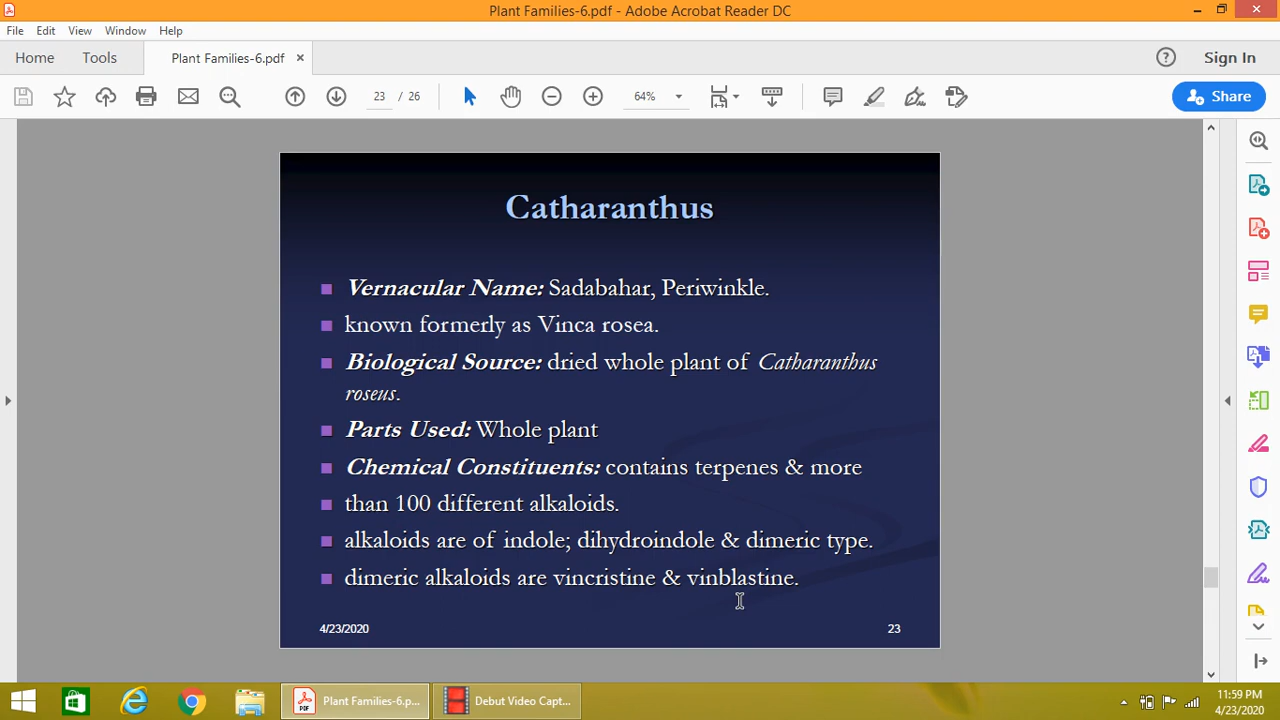 Plant Families-6.pdf - Adobe Acrobat Reader DC
File Edit View Window Help
Home Tools Plant Families-6.pdf Sign In
23 / 26 64% Share
Catharanthus
Vernacular Name: Sadabahar, Periwinkle.
known formerly as Vinca rosea.
Biological Source: dried whole plant of Catharanthus
roseus.
Parts Used: Whole plant
Chemical Constituents: contains terpenes & more
than 100 different alkaloids.
alkaloids are of indole; dihydroindole & dimeric type.
dimeric alkaloids are vincristine & vinblastine.
4/23/2020 23
Plant Families-6.p... Debut Video Capt... 11:59 PM
4/23/2020